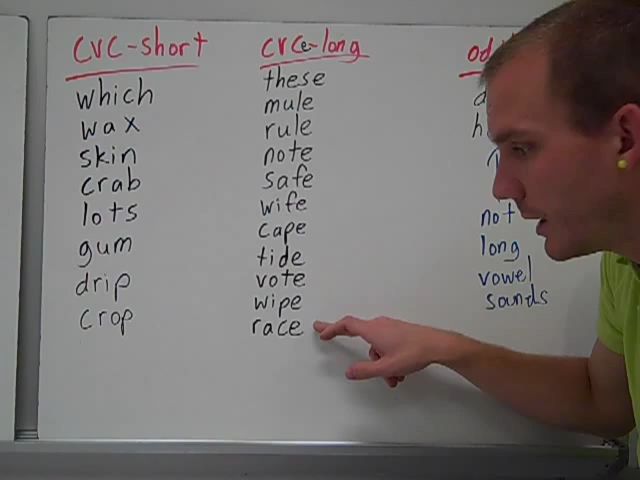 CVC-short
which
wax
skin
crab
lots
gum
drip
crop
CVCe-long
these
mule
rule
note
safe
wife
cape
tide
vote
wipe
race
not
long
vowel
sounds